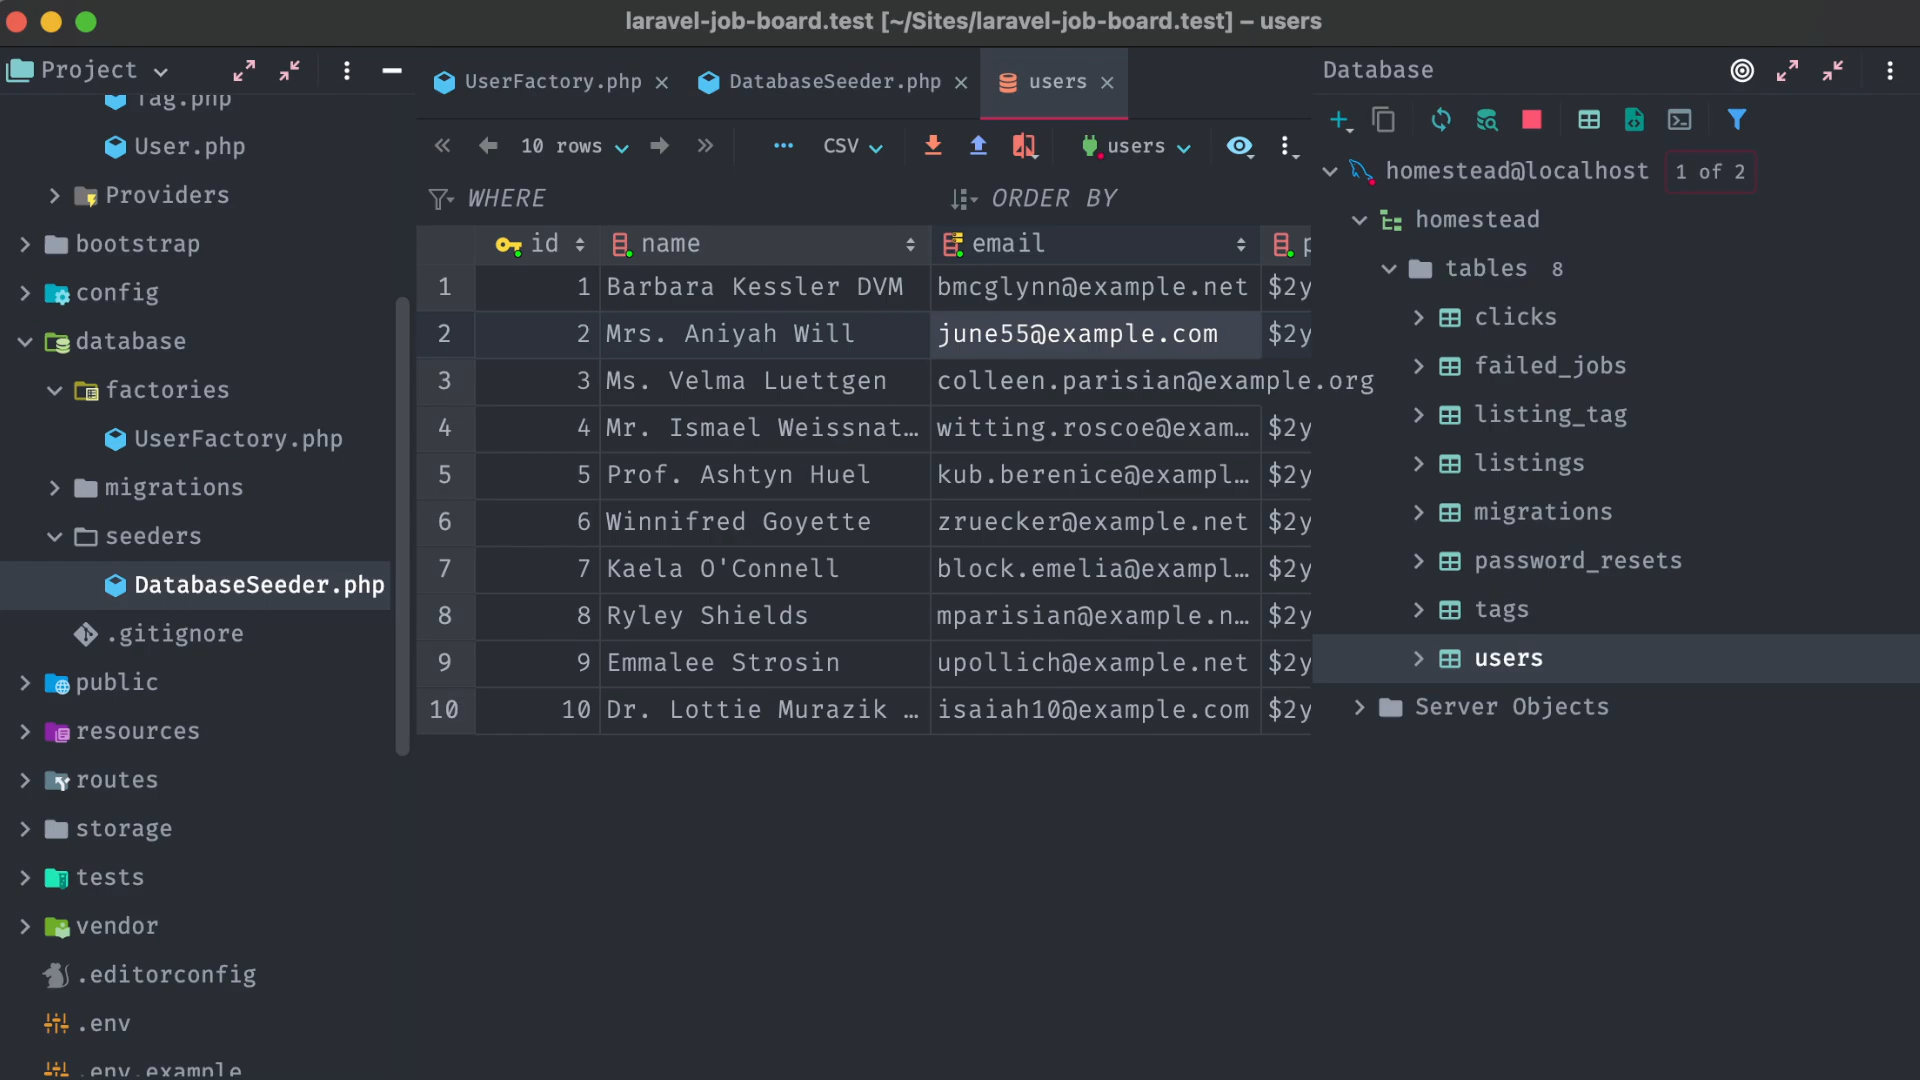 laravel-job-board.test [~/Sites/laravel-job-board.test] – users
Project
Tag.php
User.php
Providers
bootstrap
config
database
factories
UserFactory.php
migrations
seeders
DatabaseSeeder.php
.gitignore
public
resources
routes
storage
tests
vendor
.editorconfig
.env
.env.example
UserFactory.php
DatabaseSeeder.php
users
10 rows
CSV
users
WHERE
ORDER BY
id name email p
1 1 Barbara Kessler DVM bmcglynn@example.net $2y
2 2 Mrs. Aniyah Will june55@example.com $2y
3 3 Ms. Velma Luettgen colleen.parisian@example.org
4 4 Mr. Ismael Weissnat… witting.roscoe@exam… $2y
5 5 Prof. Ashtyn Huel kub.berenice@exampl… $2y
6 6 Winnifred Goyette zruecker@example.net $2y
7 7 Kaela O'Connell block.emelia@exampl… $2y
8 8 Ryley Shields mparisian@example.n… $2y
9 9 Emmalee Strosin upollich@example.net $2y
10 10 Dr. Lottie Murazik … isaiah10@example.com $2y
Database
homestead@localhost 1 of 2
homestead
tables 8
clicks
failed_jobs
listing_tag
listings
migrations
password_resets
tags
users
Server Objects